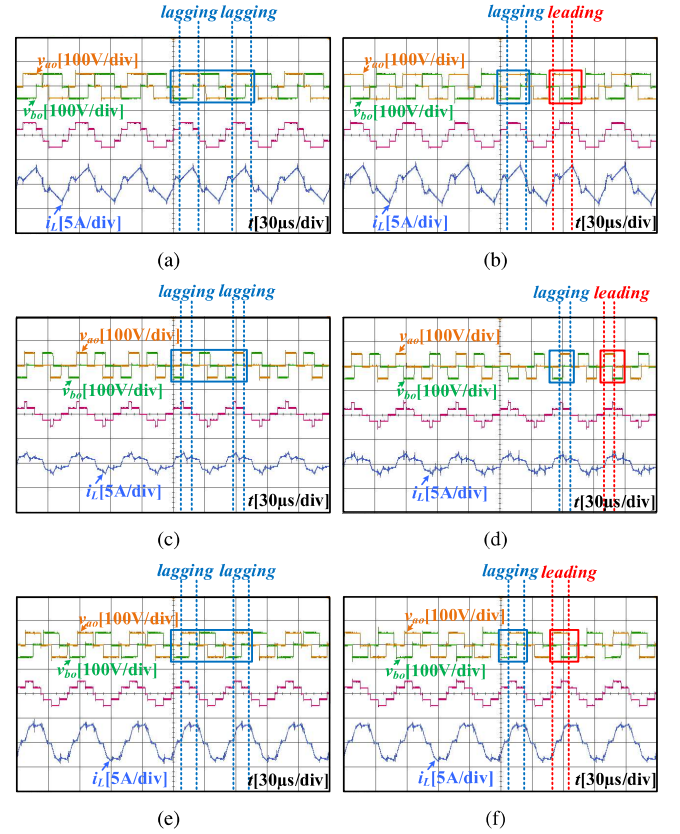 lagging lagging
v_ao[100V/div]
v_bo[100V/div]
i_L[5A/div]
t[30μs/div]
(a)
lagging leading
v_ao[100V/div]
v_bo[100V/div]
i_L[5A/div]
t[30μs/div]
(b)
lagging lagging
v_ao[100V/div]
v_bo[100V/div]
i_L[5A/div]
t[30μs/div]
(c)
lagging leading
v_ao[100V/div]
v_bo[100V/div]
i_L[5A/div]
t[30μs/div]
(d)
lagging lagging
v_ao[100V/div]
v_bo[100V/div]
i_L[5A/div]
t[30μs/div]
(e)
lagging leading
v_ao[100V/div]
v_bo[100V/div]
i_L[5A/div]
t[30μs/div]
(f)